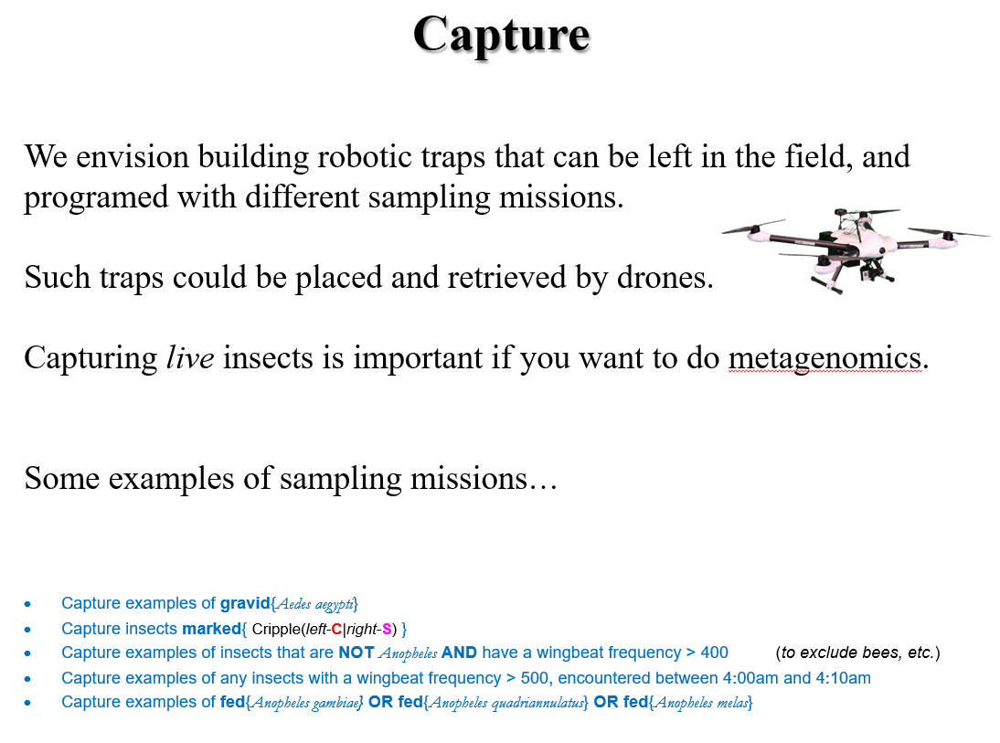 Capture
We envision building robotic traps that can be left in the field, and
programed with different sampling missions.
Such traps could be placed and retrieved by drones.
Capturing live insects is important if you want to do metagenomics.
Some examples of sampling missions…
• Capture examples of gravid{Aedes aegypti}
• Capture insects marked{ Cripple(left-C|right-S) }
• Capture examples of insects that are NOT Anopheles AND have a wingbeat frequency > 400 (to exclude bees, etc.)
• Capture examples of any insects with a wingbeat frequency > 500, encountered between 4:00am and 4:10am
• Capture examples of fed{Anopheles gambiae} OR fed{Anopheles quadriannulatus} OR fed{Anopheles melas}